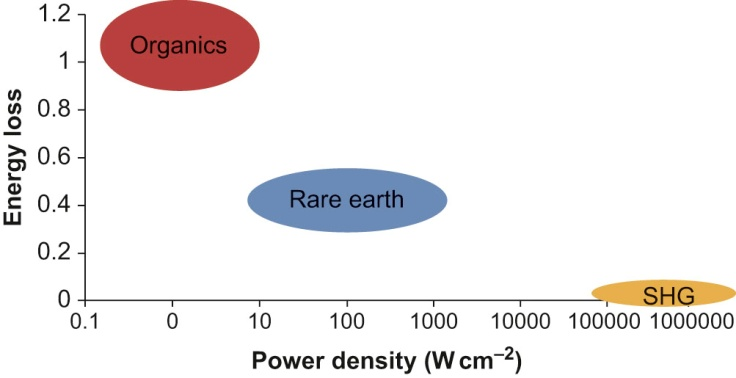 Energy loss
1.2
1
0.8
0.6
0.4
0.2
0
Organics
Rare earth
SHG
0.1 0 10 100 1000 10000 100000 1000000
Power density (W cm⁻²)